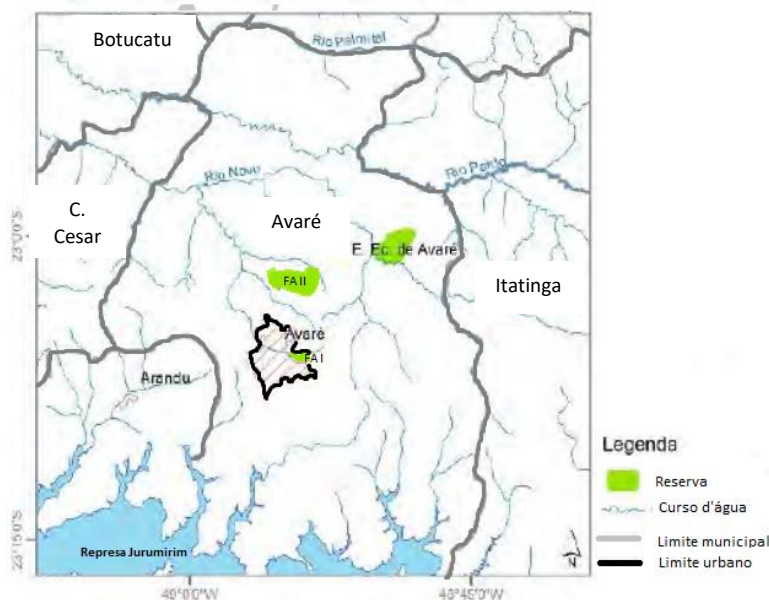 Botucatu
Rio Palmital
Rio Novo
Rio Pardo
C.
Cesar
Avaré
E. Ec. de Avaré
Itatinga
FA II
Avaré
FA I
Arandu
Represa Jurumirim
23°00'S
23°15'0"S
49°0'0"W
48°45'0"W
N
Legenda
Reserva
Curso d'água
Limite municipal
Limite urbano